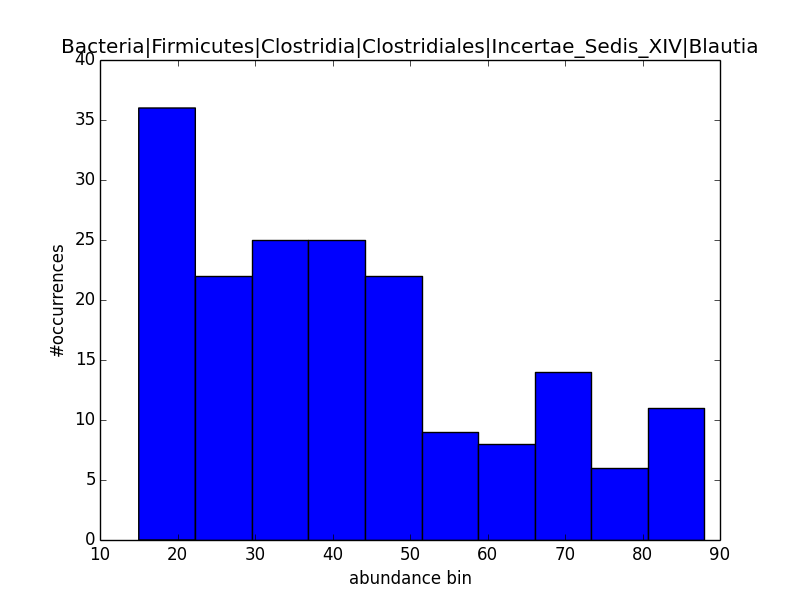 Bacteria|Firmicutes|Clostridia|Clostridiales|Incertae_Sedis_XIV|Blautia
40
35
30
25
20
15
10
5
0
#occurrences
10 20 30 40 50 60 70 80 90
abundance bin